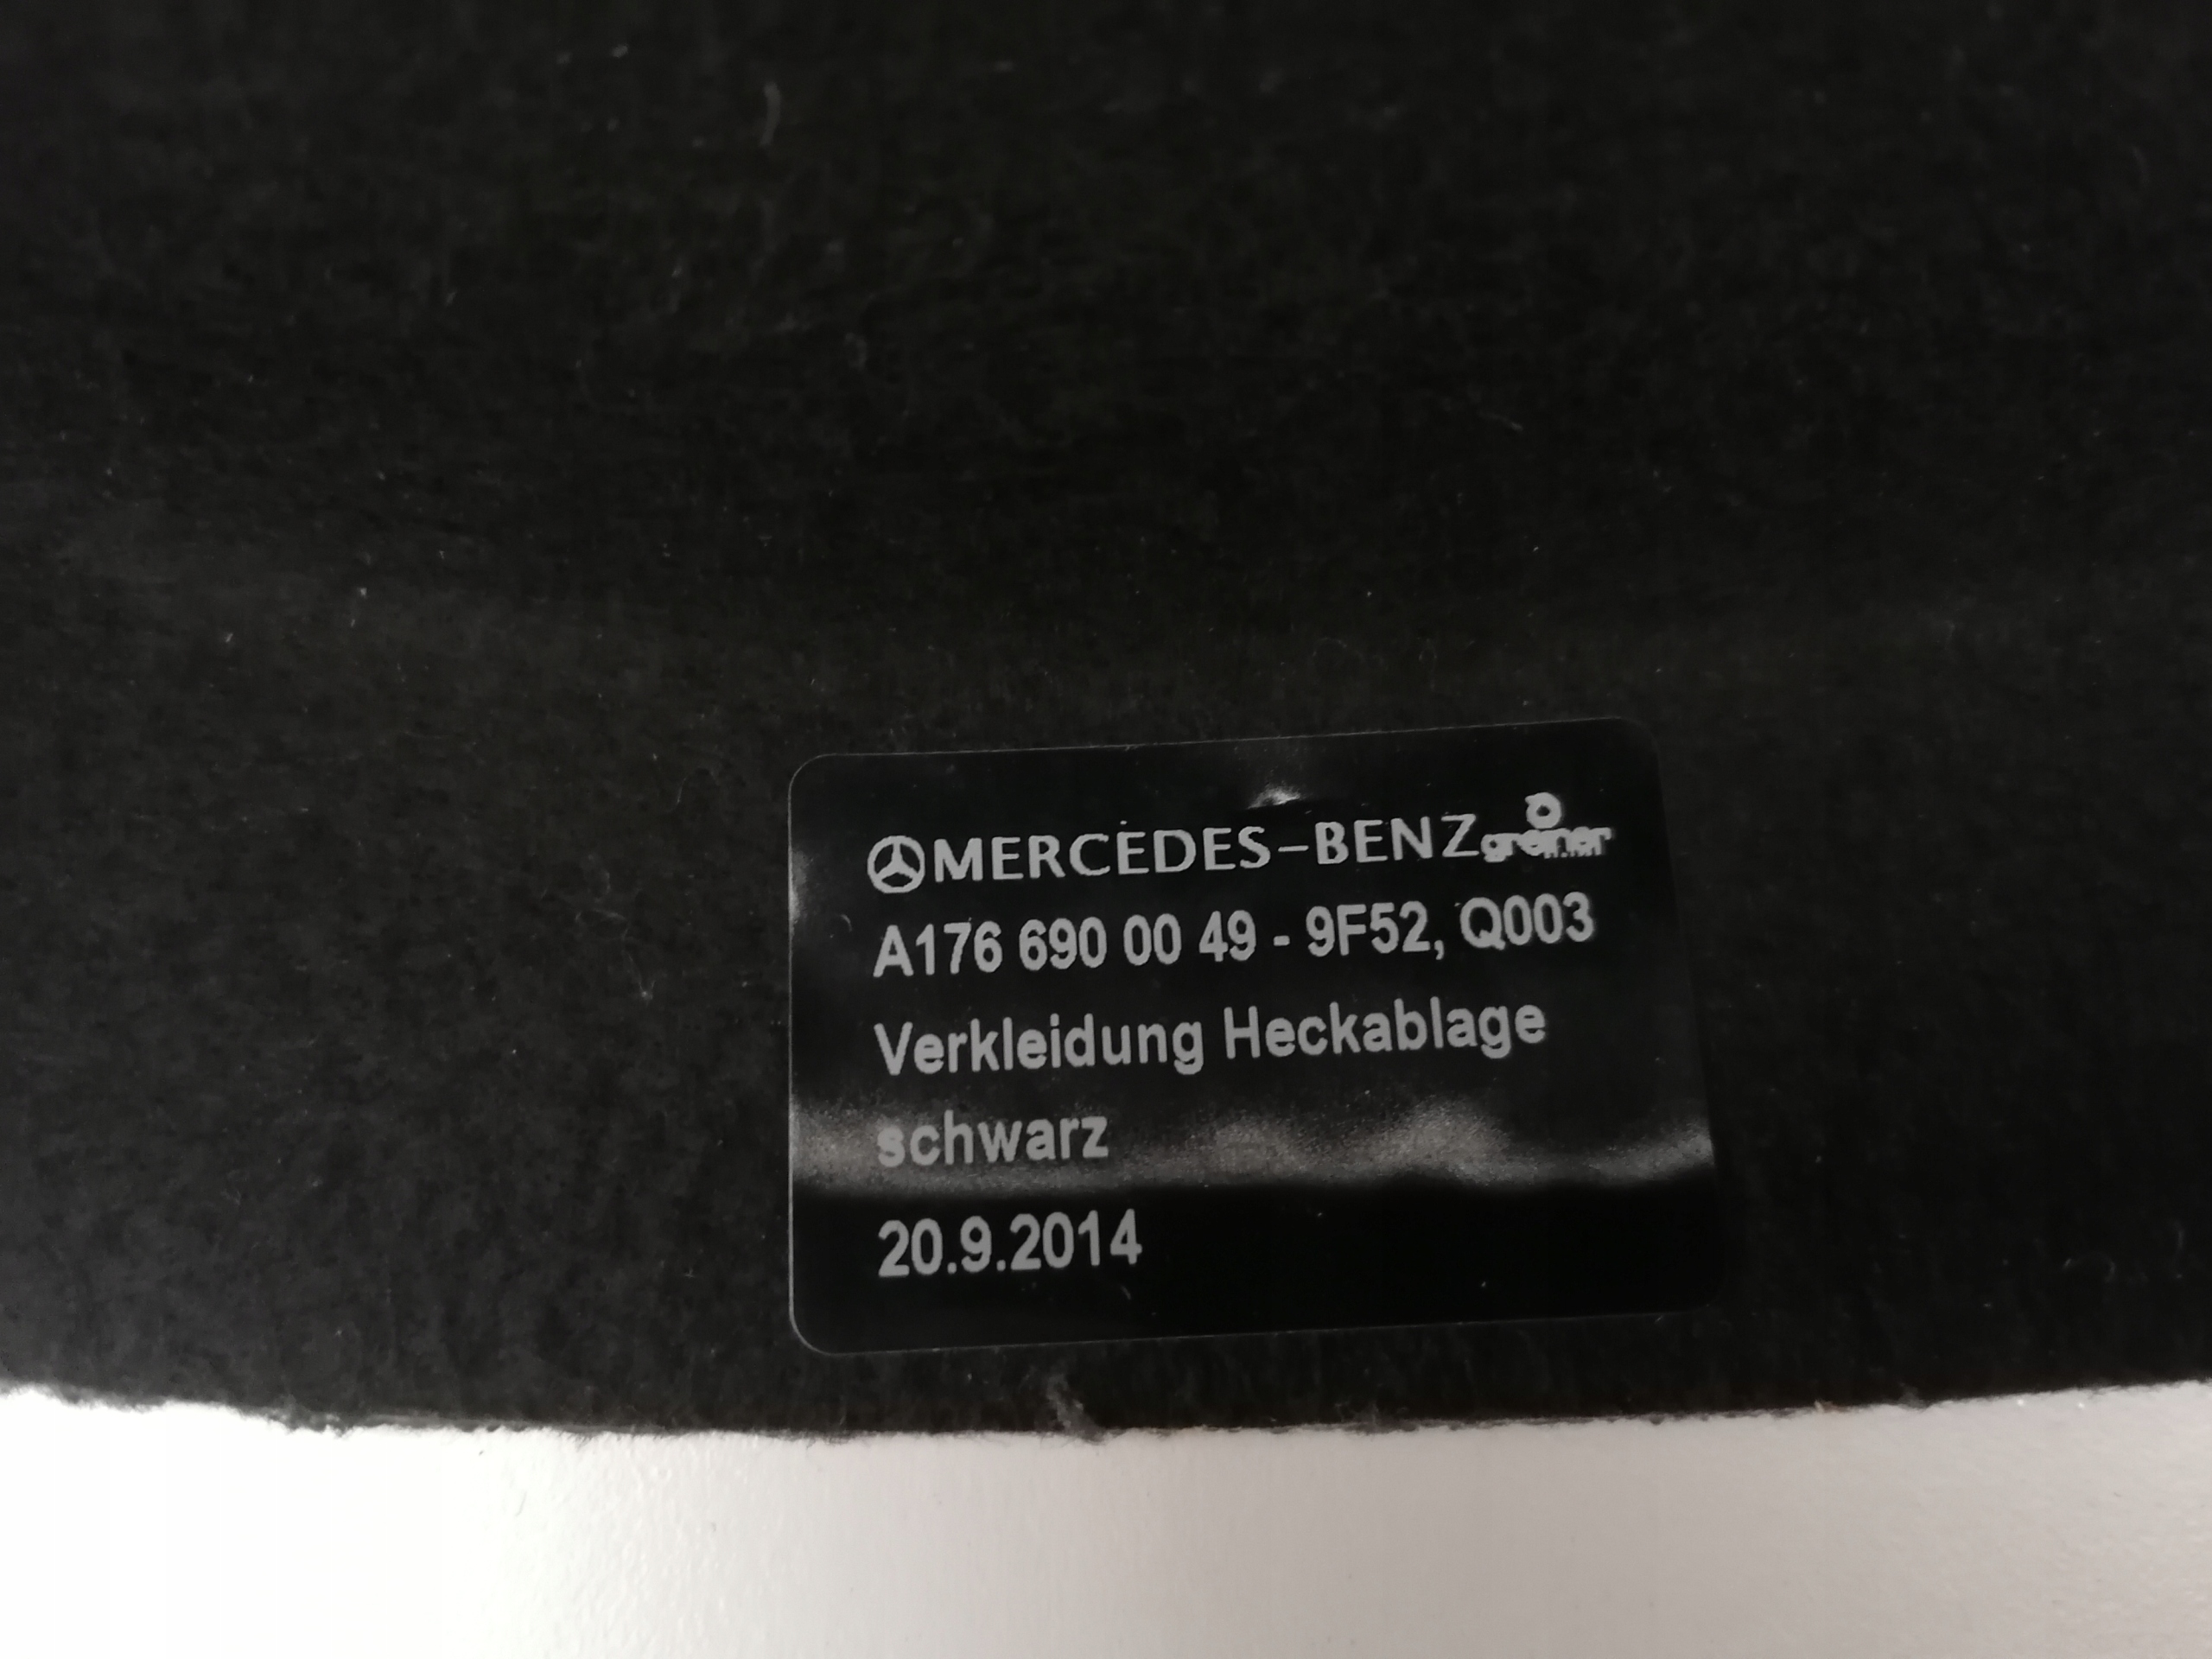 MERCEDES-BENZ greiner
A176 690 00 49 - 9F52, Q003
Verkleidung Heckablage
schwarz
20.9.2014